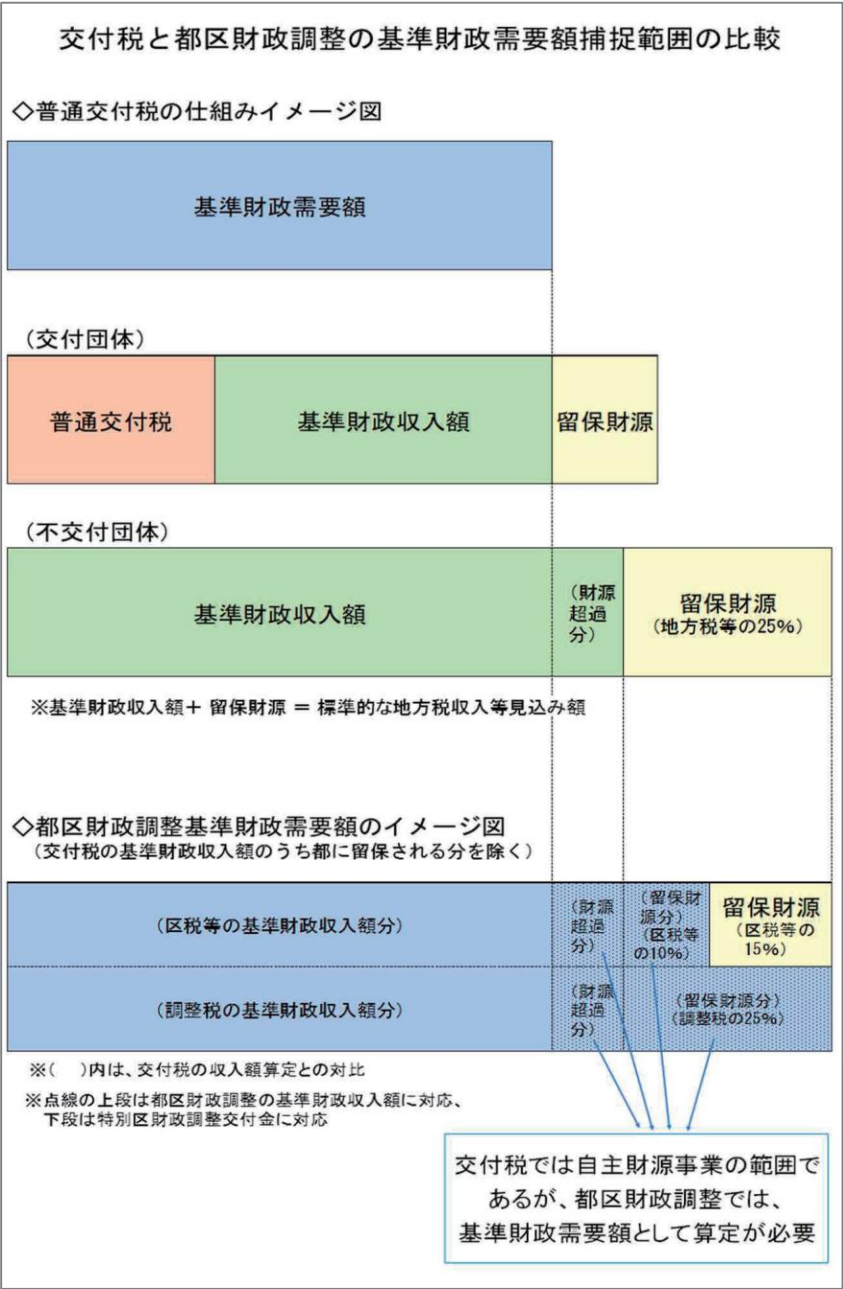 交付税と都区財政調整の基準財政需要額捕捉範囲の比較
◇普通交付税の仕組みイメージ図
基準財政需要額
（交付団体）
普通交付税
基準財政収入額
留保財源
（不交付団体）
基準財政収入額
（財源
超過
分）
留保財源
（地方税等の25%）
※基準財政収入額＋ 留保財源 ＝ 標準的な地方税収入等見込み額
◇都区財政調整基準財政需要額のイメージ図
（交付税の基準財政収入額のうち都に留保される分を除く）
（区税等の基準財政収入額分）
（財源
超過
分）
（留保財
源分）
（区税等
の10%）
留保財源
（区税等の
15%）
（調整税の基準財政収入額分）
（財源
超過
分）
（留保財源分）
（調整税の25%）
※（　）内は、交付税の収入額算定との対比
※点線の上段は都区財政調整の基準財政収入額に対応、
下段は特別区財政調整交付金に対応
交付税では自主財源事業の範囲で
あるが、都区財政調整では、
基準財政需要額として算定が必要